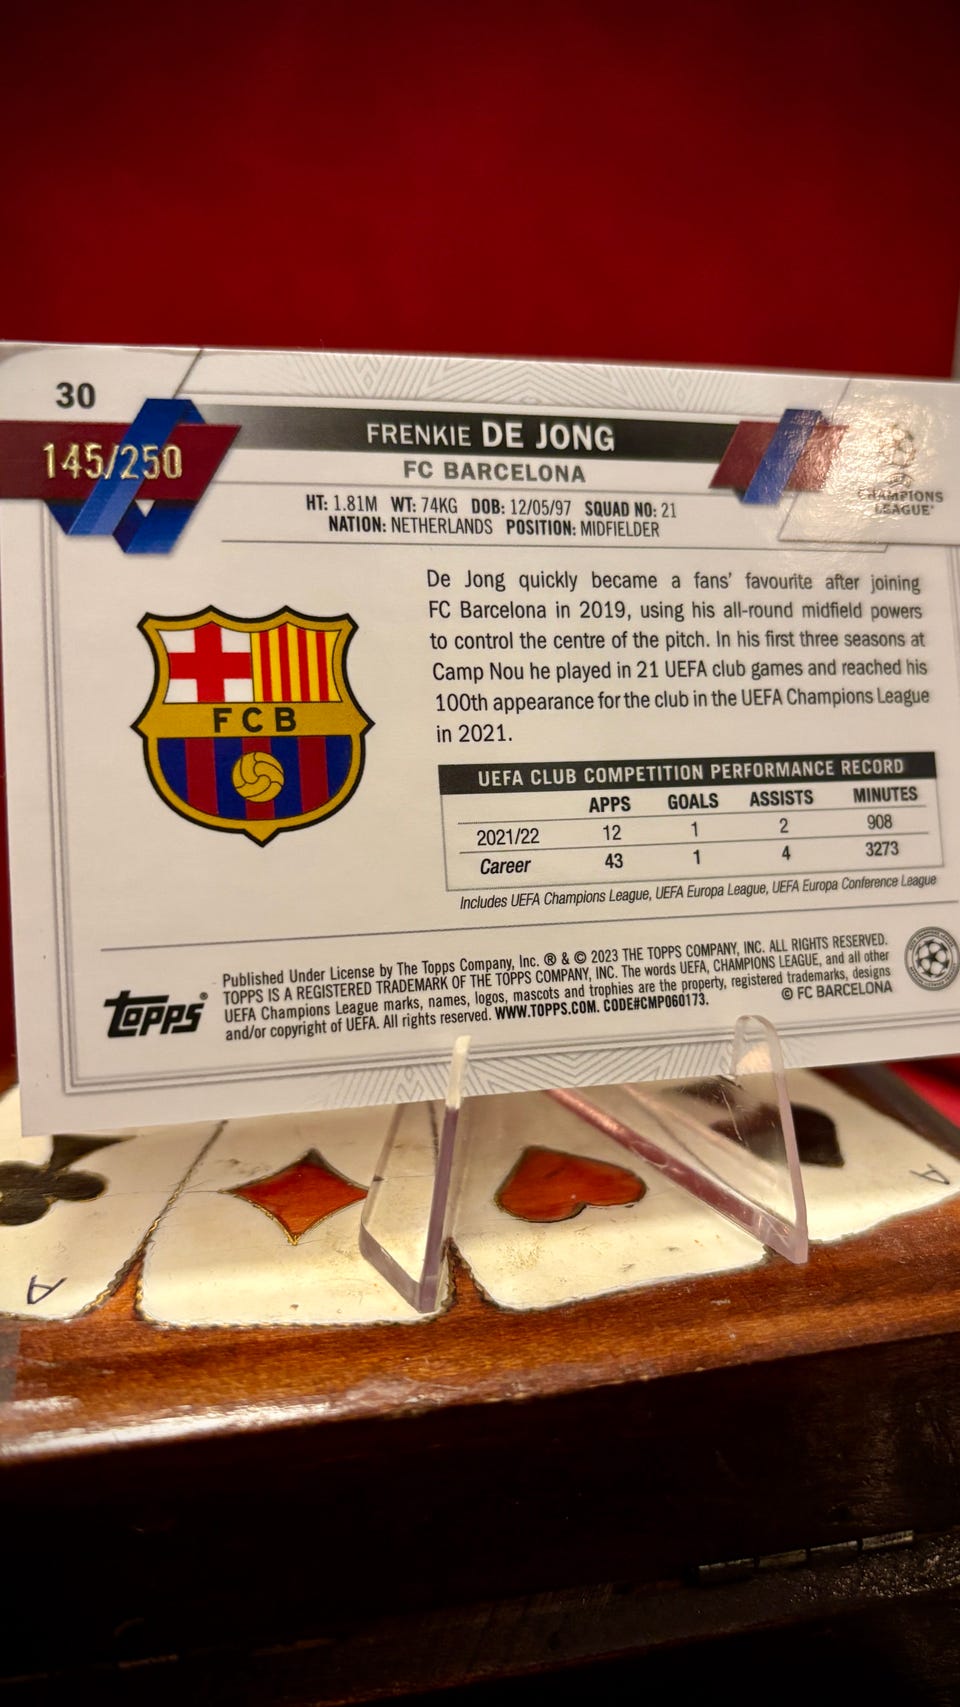 30
145/250
FRENKIE DE JONG
FC BARCELONA
HT: 1.81M WT: 74KG DOB: 12/05/97 SQUAD NO: 21
NATION: NETHERLANDS POSITION: MIDFIELDER
CHAMPIONS
LEAGUE®
De Jong quickly became a fans' favourite after joining
FC Barcelona in 2019, using his all-round midfield powers
to control the centre of the pitch. In his first three seasons at
Camp Nou he played in 21 UEFA club games and reached his
100th appearance for the club in the UEFA Champions League
in 2021.
FCB
UEFA CLUB COMPETITION PERFORMANCE RECORD
APPS GOALS ASSISTS MINUTES
2021/22 12 1 2 908
Career 43 1 4 3273
Includes UEFA Champions League, UEFA Europa League, UEFA Europa Conference League
Published Under License by The Topps Company, Inc. ® & © 2023 THE TOPPS COMPANY, INC. ALL RIGHTS RESERVED.
TOPPS IS A REGISTERED TRADEMARK OF THE TOPPS COMPANY, INC. The words UEFA, CHAMPIONS LEAGUE, and all other
UEFA Champions League marks, names, logos, mascots and trophies are the property, registered trademarks, designs
and/or copyright of UEFA. All rights reserved. WWW.TOPPS.COM. CODE#CMP060173. © FC BARCELONA
Topps®
A
A